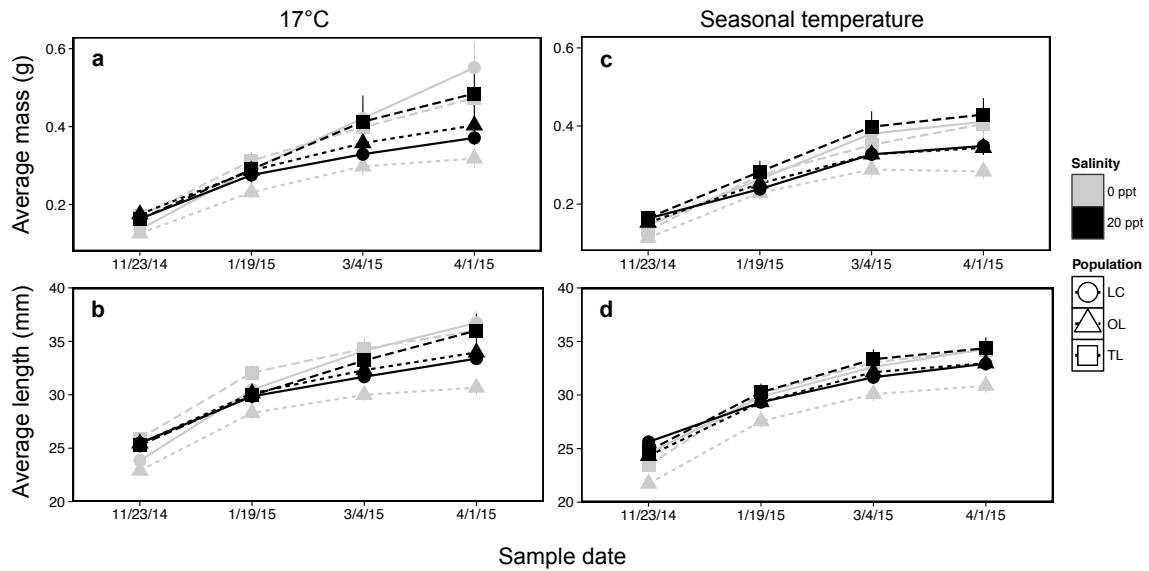 17°C
Seasonal temperature
Average mass (g)
a
0.6
0.4
0.2
11/23/14 1/19/15 3/4/15 4/1/15
c
0.6
0.4
0.2
11/23/14 1/19/15 3/4/15 4/1/15
Average length (mm)
b
40
35
30
25
20
11/23/14 1/19/15 3/4/15 4/1/15
d
40
35
30
25
20
11/23/14 1/19/15 3/4/15 4/1/15
Sample date
Salinity
0 ppt
20 ppt
Population
LC
OL
TL